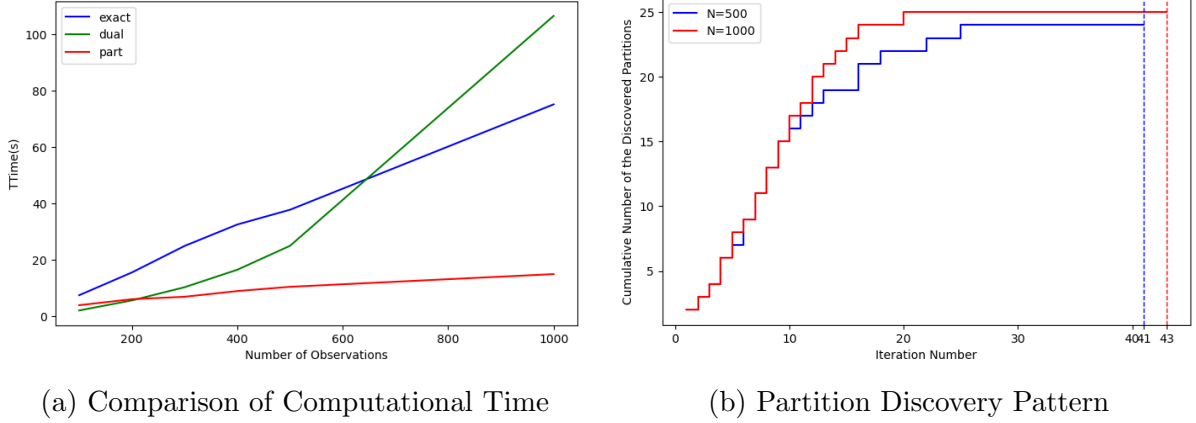 exact
dual
part
100
80
60
40
20
0
TTime(s)
200
400
600
800
1000
Number of Observations
(a) Comparison of Computational Time
N=500
N=1000
25
20
15
10
5
Cumulative Number of the Discovered Partitions
0
10
20
30
40
41
43
Iteration Number
(b) Partition Discovery Pattern